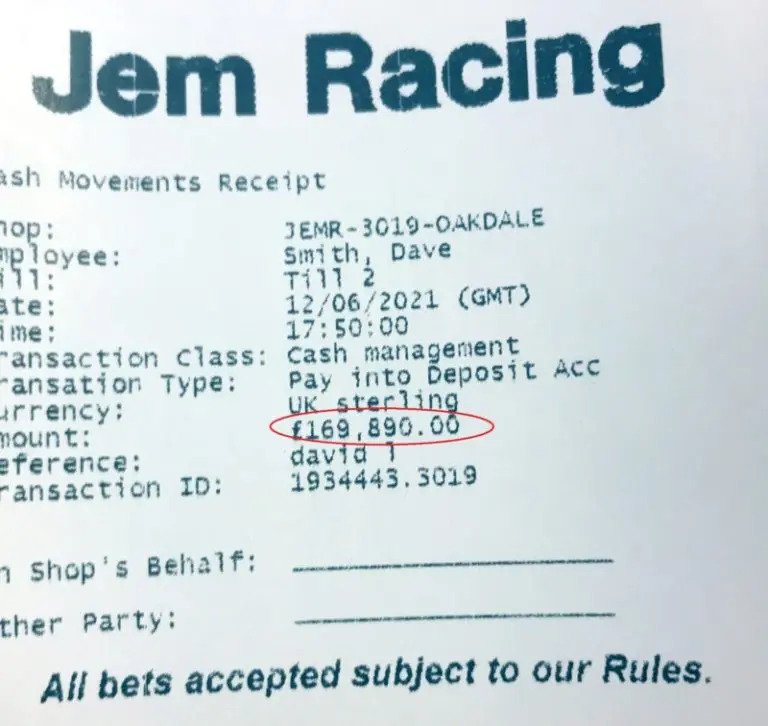 Jem Racing
ash Movements Receipt
hop: JEMR-3019-OAKDALE
mployee: Smith, Dave
ill: Till 2
ate: 12/06/2021 (GMT)
ime: 17:50:00
ransaction Class: Cash management
ransation Type: Pay into Deposit Acc
urrency: UK sterling
mount: £169,890.00
eference: david 1
ransaction ID: 1934443.3019
n Shop's Behalf:
ther Party:
All bets accepted subject to our Rules.